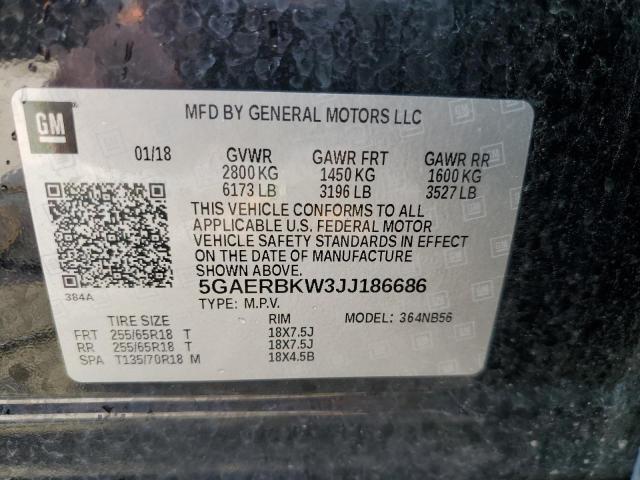 GM
MFD BY GENERAL MOTORS LLC
01/18 GVWR GAWR FRT GAWR RR
2800 KG 1450 KG 1600 KG
6173 LB 3196 LB 3527 LB
THIS VEHICLE CONFORMS TO ALL
APPLICABLE U.S. FEDERAL MOTOR
VEHICLE SAFETY STANDARDS IN EFFECT
ON THE DATE OF MANUFACTURE
SHOWN ABOVE.
384A
5GAERBKW3JJ186686
TYPE: M.P.V. MODEL: 364NB56
TIRE SIZE RIM
FRT 255/65R18 T 18X7.5J
RR 255/65R18 T 18X7.5J
SPA T135/70R18 M 18X4.5B